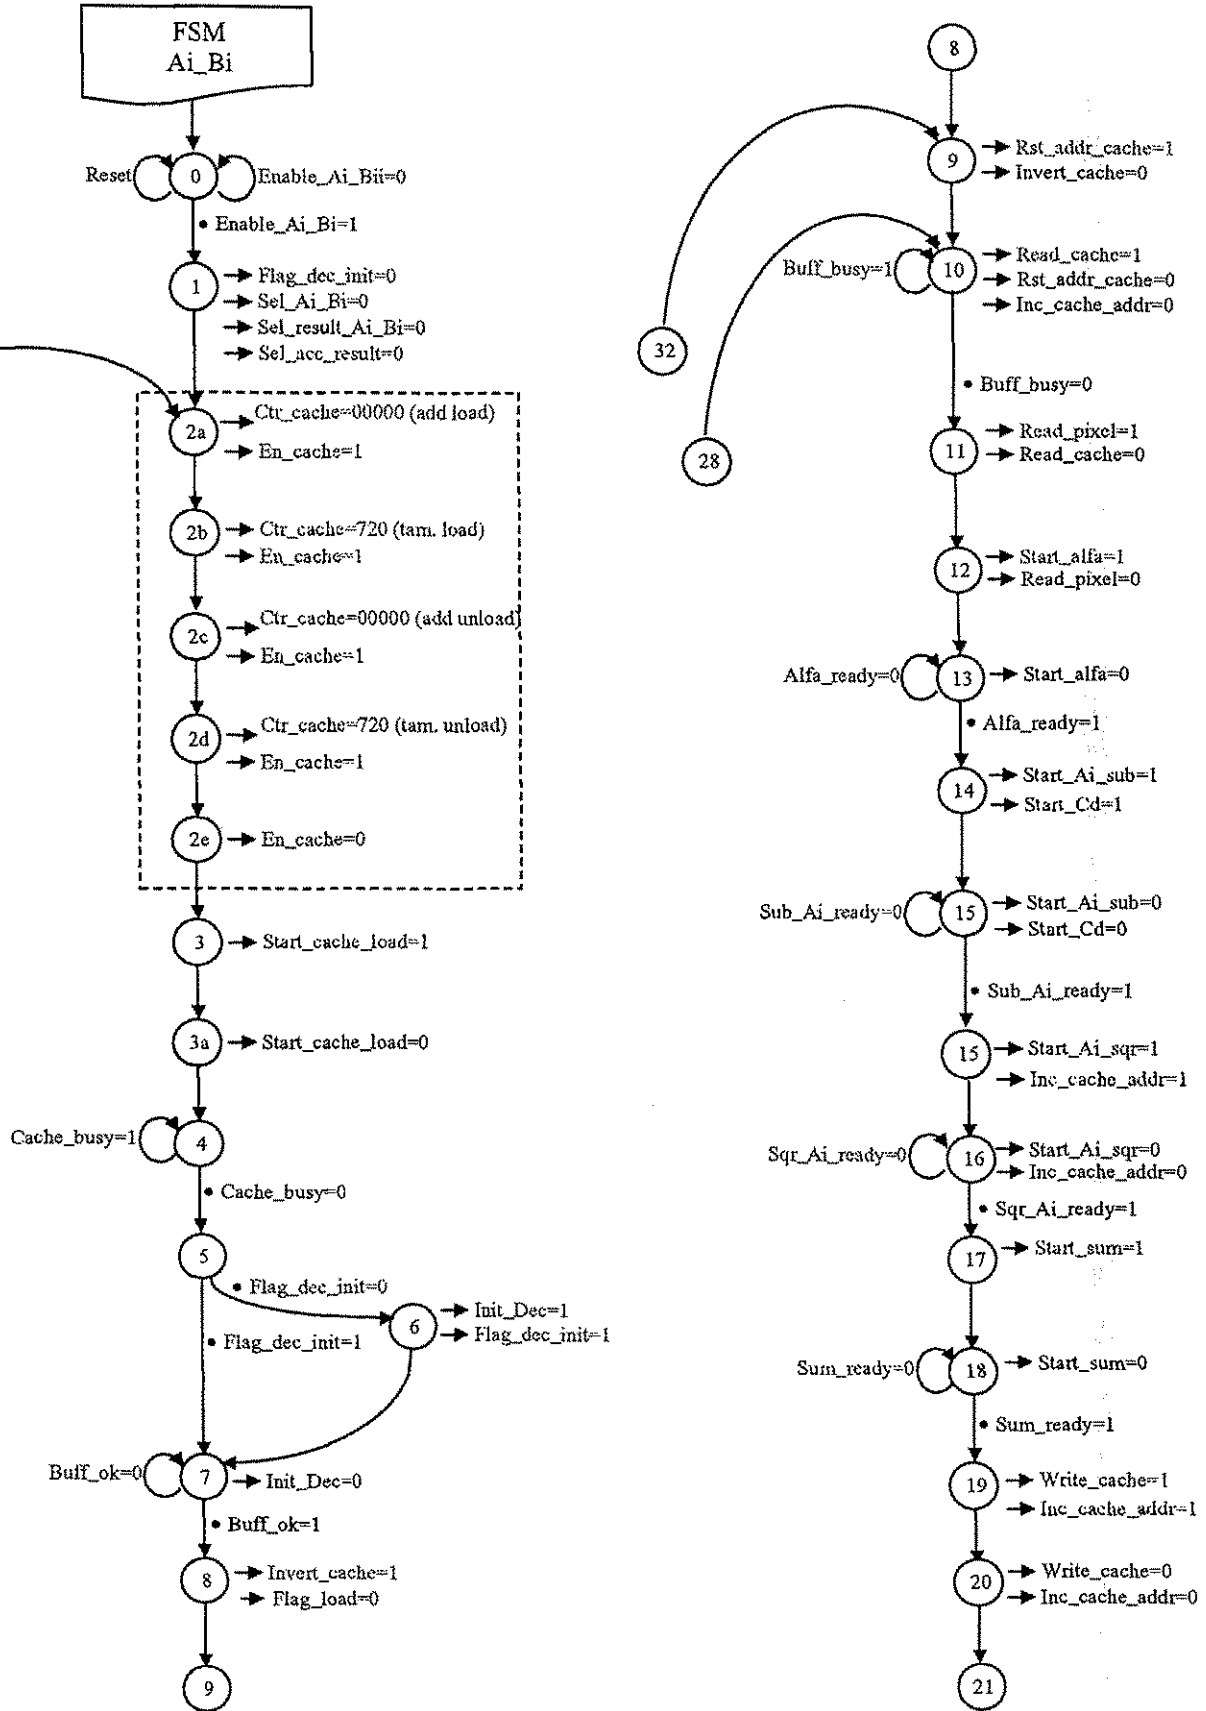 FSM
Ai_Bi
Reset
0
Enable_Ai_Bii=0
• Enable_Ai_Bi=1
1
Flag_dec_init=0
Sel_Ai_Bi=0
Sel_result_Ai_Bi=0
Sel_acc_result=0
2a
Ctr_cache=00000 (add load)
En_cache=1
2b
Ctr_cache=720 (tam. load)
En_cache=1
2c
Ctr_cache=00000 (add unload)
En_cache=1
2d
Ctr_cache=720 (tam. unload)
En_cache=1
2e
En_cache=0
3
Start_cache_load=1
3a
Start_cache_load=0
Cache_busy=1
4
• Cache_busy=0
5
• Flag_dec_init=0
6
Init_Dec=1
Flag_dec_init=1
• Flag_dec_init=1
Buff_ok=0
7
Init_Dec=0
• Buff_ok=1
8
Invert_cache=1
Flag_load=0
9
8
9
Rst_addr_cache=1
Invert_cache=0
Buff_busy=1
10
Read_cache=1
Rst_addr_cache=0
Inc_cache_addr=0
32
• Buff_busy=0
28
11
Read_pixel=1
Read_cache=0
12
Start_alfa=1
Read_pixel=0
Alfa_ready=0
13
Start_alfa=0
• Alfa_ready=1
14
Start_Ai_sub=1
Start_Cd=1
Sub_Ai_ready=0
15
Start_Ai_sub=0
Start_Cd=0
• Sub_Ai_ready=1
15
Start_Ai_sqr=1
Inc_cache_addr=1
Sqr_Ai_ready=0
16
Start_Ai_sqr=0
Inc_cache_addr=0
• Sqr_Ai_ready=1
17
Start_sum=1
Sum_ready=0
18
Start_sum=0
• Sum_ready=1
19
Write_cache=1
Inc_cache_addr=1
20
Write_cache=0
Inc_cache_addr=0
21